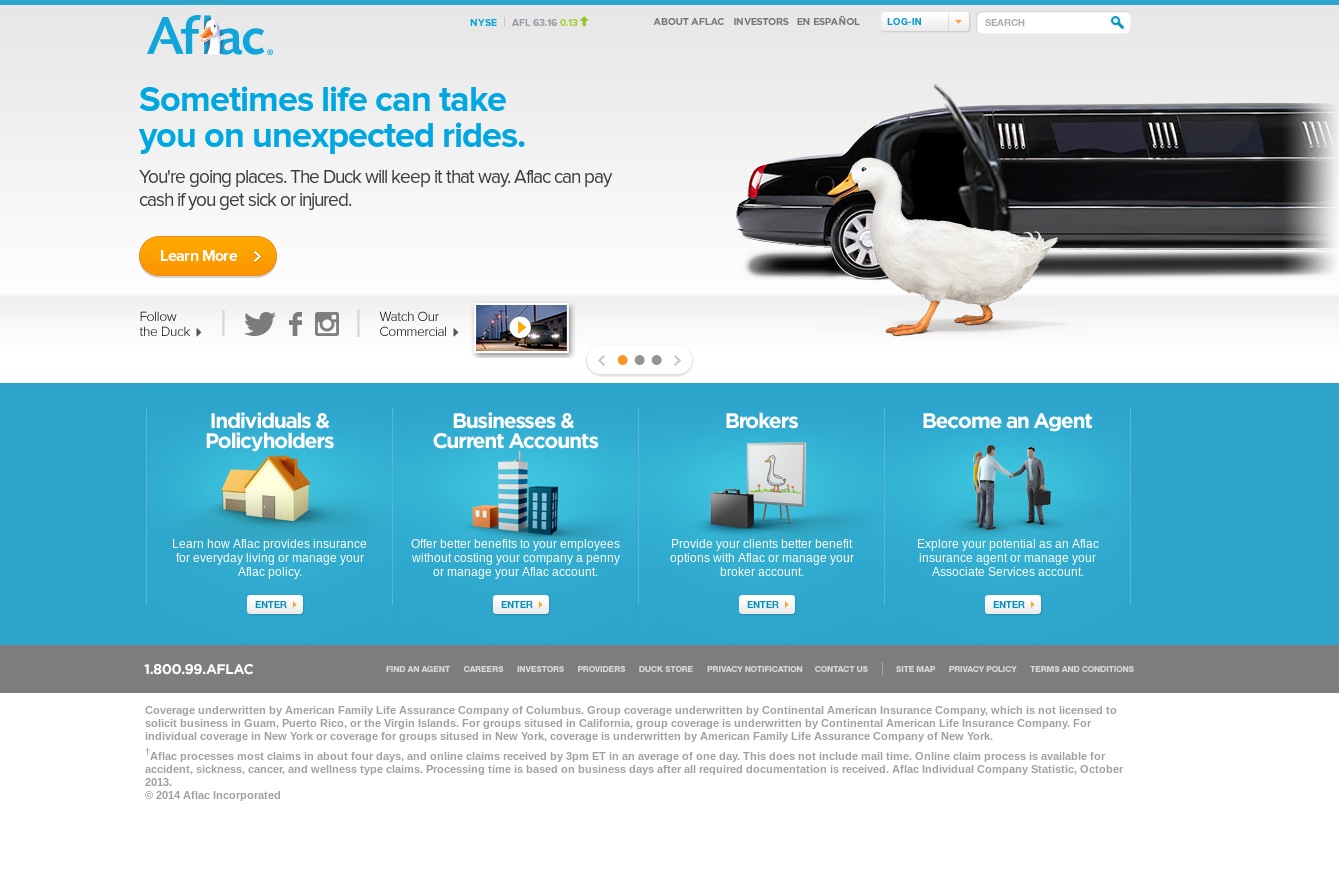 Aflac®
NYSE | AFL 63.16 0.13
ABOUT AFLAC INVESTORS EN ESPAÑOL
LOG-IN
SEARCH
Sometimes life can take
you on unexpected rides.
You're going places. The Duck will keep it that way. Aflac can pay
cash if you get sick or injured.
Learn More
Follow
the Duck
Watch Our
Commercial
Individuals &
Policyholders
Learn how Aflac provides insurance
for everyday living or manage your
Aflac policy.
ENTER
Businesses &
Current Accounts
Offer better benefits to your employees
without costing your company a penny
or manage your Aflac account.
ENTER
Brokers
Provide your clients better benefit
options with Aflac or manage your
broker account.
ENTER
Become an Agent
Explore your potential as an Aflac
insurance agent or manage your
Associate Services account.
ENTER
1.800.99.AFLAC
FIND AN AGENT CAREERS INVESTORS PROVIDERS DUCK STORE PRIVACY NOTIFICATION CONTACT US | SITE MAP PRIVACY POLICY TERMS AND CONDITIONS
Coverage underwritten by American Family Life Assurance Company of Columbus. Group coverage underwritten by Continental American Insurance Company, which is not licensed to
solicit business in Guam, Puerto Rico, or the Virgin Islands. For groups sitused in California, group coverage is underwritten by Continental American Life Insurance Company. For
individual coverage in New York or coverage for groups sitused in New York, coverage is underwritten by American Family Life Assurance Company of New York.
†Aflac processes most claims in about four days, and online claims received by 3pm ET in an average of one day. This does not include mail time. Online claim process is available for
accident, sickness, cancer, and wellness type claims. Processing time is based on business days after all required documentation is received. Aflac Individual Company Statistic, October
2013.
© 2014 Aflac Incorporated